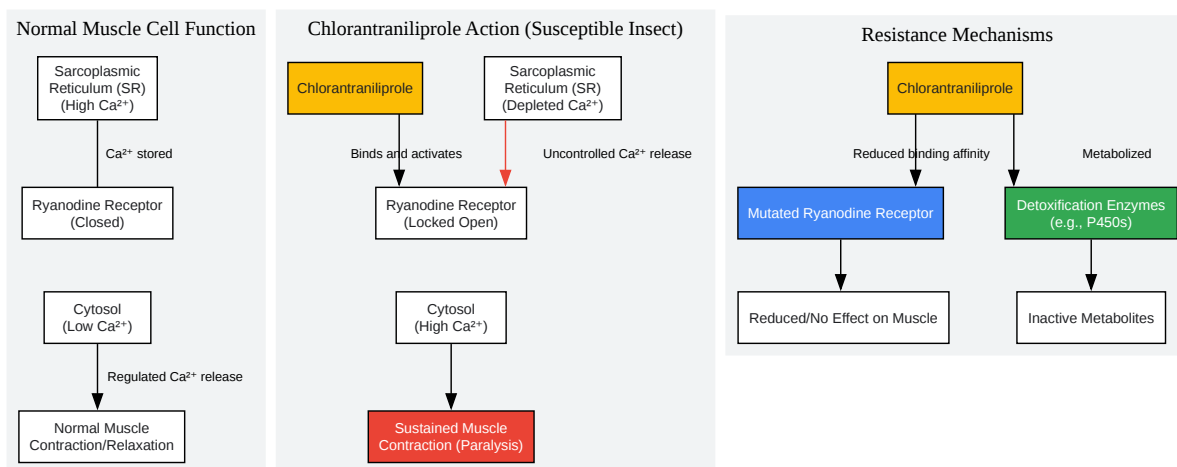 Normal Muscle Cell Function
Sarcoplasmic
Reticulum (SR)
(High Ca²⁺)
Ca²⁺ stored
Ryanodine Receptor
(Closed)
Cytosol
(Low Ca²⁺)
Regulated Ca²⁺ release
Normal Muscle
Contraction/Relaxation
Chlorantraniliprole Action (Susceptible Insect)
Chlorantraniliprole
Sarcoplasmic
Reticulum (SR)
(Depleted Ca²⁺)
Binds and activates
Uncontrolled Ca²⁺ release
Ryanodine Receptor
(Locked Open)
Cytosol
(High Ca²⁺)
Sustained Muscle
Contraction (Paralysis)
Resistance Mechanisms
Chlorantraniliprole
Reduced binding affinity
Metabolized
Mutated Ryanodine Receptor
Detoxification Enzymes
(e.g., P450s)
Reduced/No Effect on Muscle
Inactive Metabolites